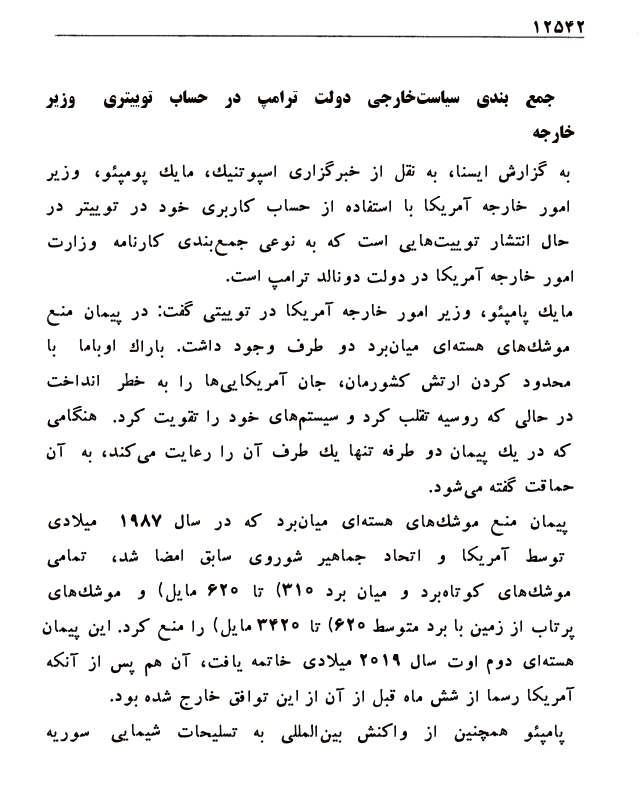 ۱۲۵۴۲
جمع بندی سیاست‌خارجی دولت ترامپ در حساب توییتری وزیر
خارجه
به گزارش ایسنا، به نقل از خبرگزاری اسپوتنیك، مایك پومپئو، وزیر
امور خارجه آمریکا با استفاده از حساب کاربری خود در توییتر در
حال انتشار توییت‌هایی است که به نوعی جمع‌بندی کارنامه وزارت
امور خارجه آمریکا در دولت دونالد ترامپ است.
مایك پامپئو، وزیر امور خارجه آمریکا در توییتی گفت: در پیمان منع
موشك‌های هسته‌ای میان‌برد دو طرف وجود داشت. باراك اوباما با
محدود کردن ارتش کشورمان، جان آمریکایی‌ها را به خطر انداخت
در حالی که روسیه تقلب کرد و سیستم‌های خود را تقویت کرد. هنگامی
که در یك پیمان دو طرفه تنها یك طرف آن را رعایت می‌کند، به آن
حماقت گفته می‌شود.
پیمان منع موشك‌های هسته‌ای میان‌برد که در سال ۱۹۸۷ میلادی
توسط آمریکا و اتحاد جماهیر شوروی سابق امضا شد، تمامی
موشك‌های کوتاه‌برد و میان برد ۳۱۰) تا ۶۲۰ مایل) و موشك‌های
پرتاب از زمین با برد متوسط ۶۲۰) تا ۳۴۲۰ مایل) را منع کرد. این پیمان
هسته‌ای دوم اوت سال ۲۰۱۹ میلادی خاتمه یافت، آن هم پس از آنکه
آمریکا رسما از شش ماه قبل از آن از این توافق خارج شده بود.
پامپئو همچنین از واکنش بین‌المللی به تسلیحات شیمایی سوریه